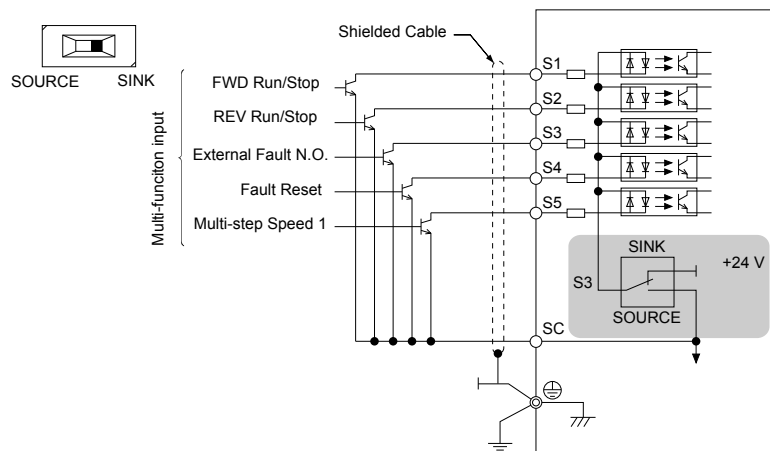 SOURCE SINK
Shielded Cable
Multi-funciton input
FWD Run/Stop
REV Run/Stop
External Fault N.O.
Fault Reset
Multi-step Speed 1
S1
S2
S3
S4
S5
SINK
+24 V
S3
SOURCE
SC